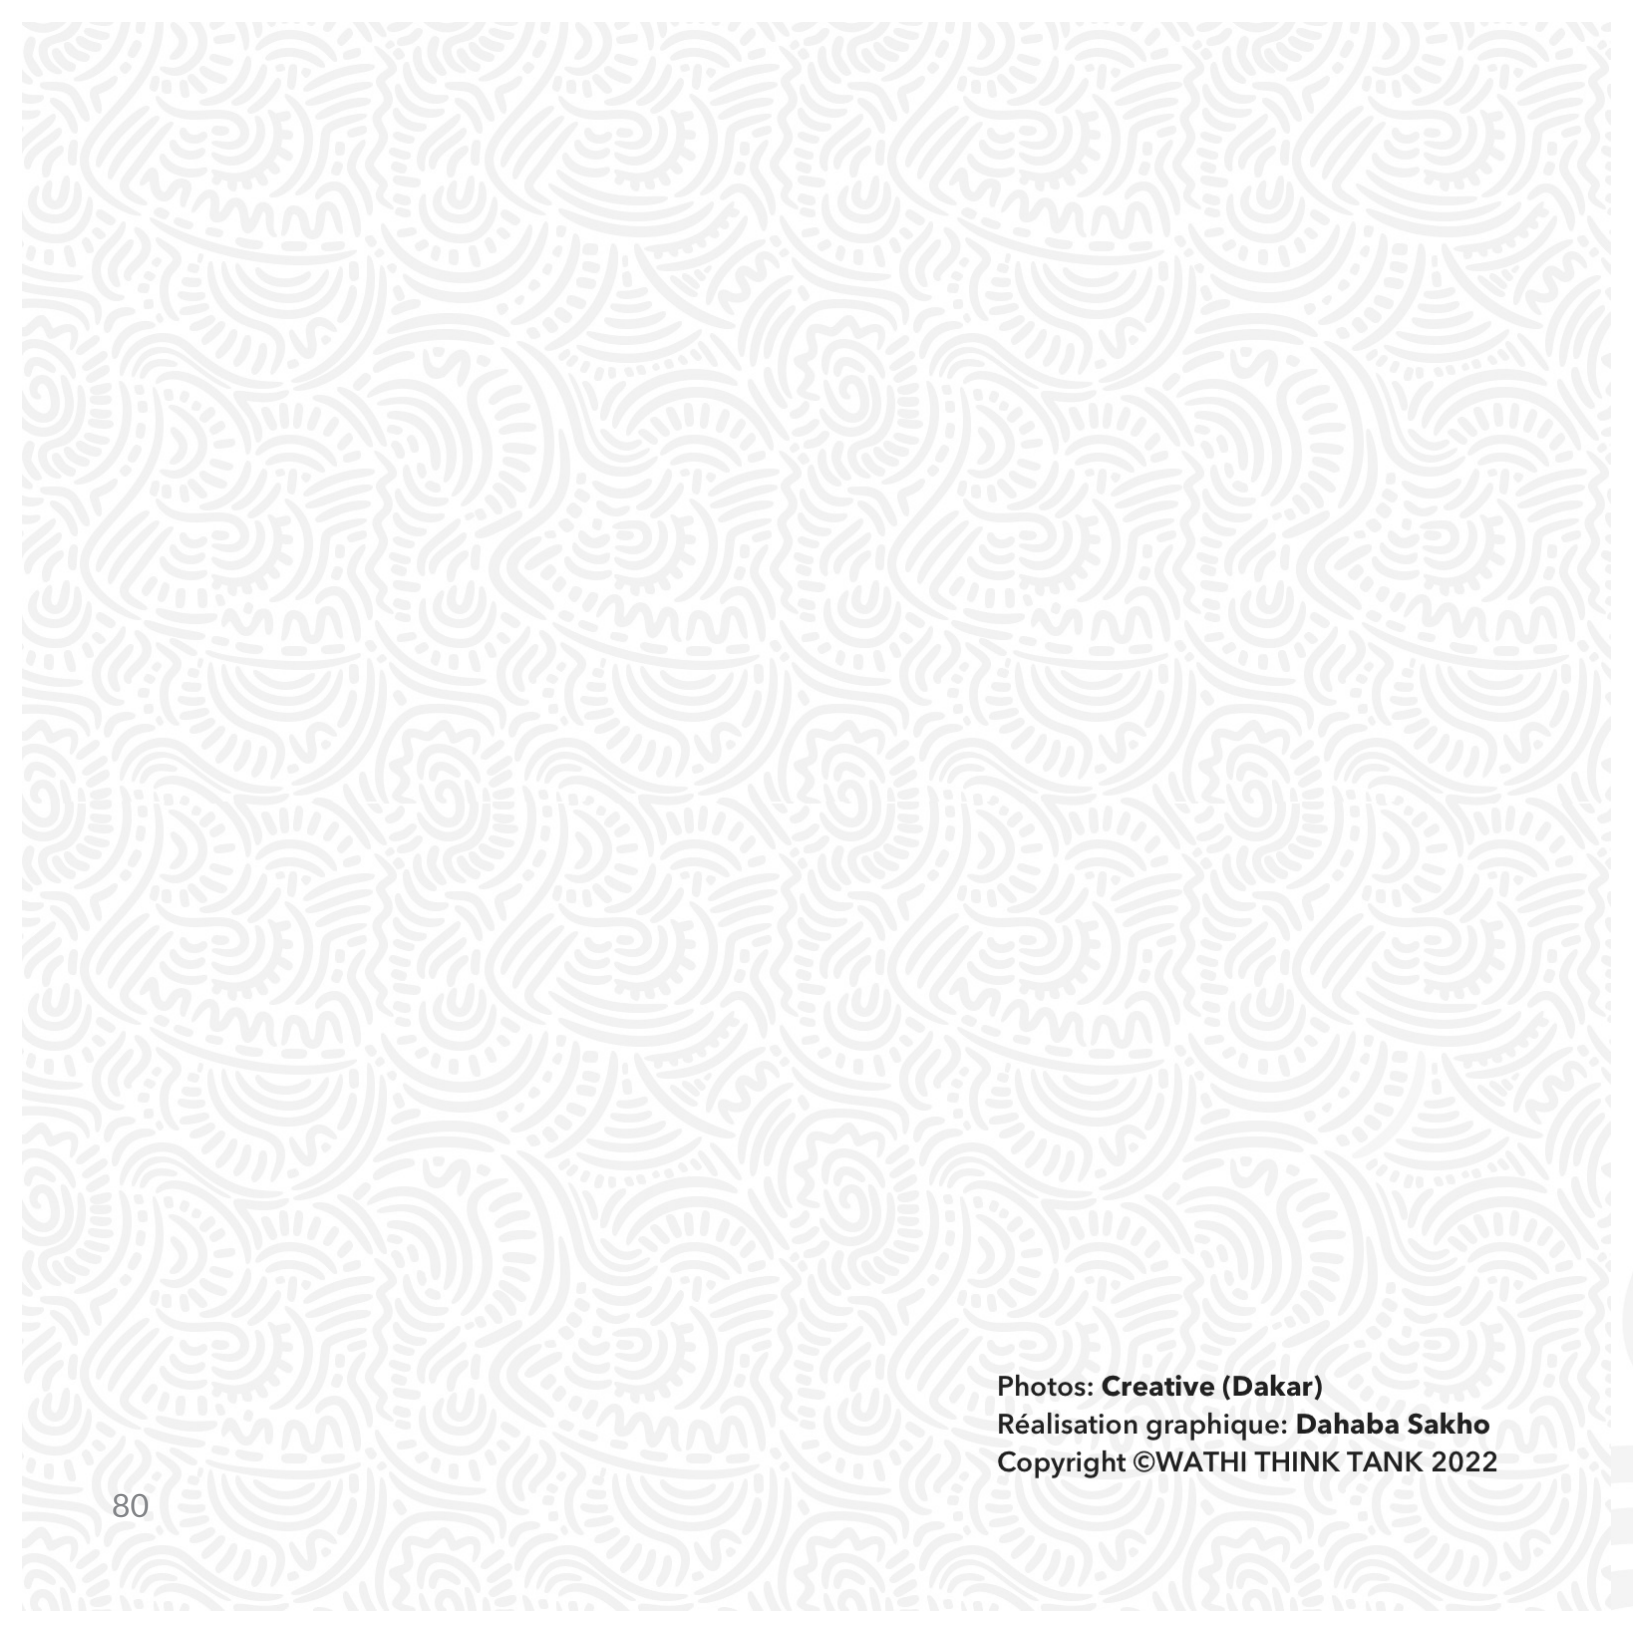 Photos: Creative (Dakar)
Réalisation graphique: Dahaba Sakho
Copyright ©WATHI THINK TANK 2022
80